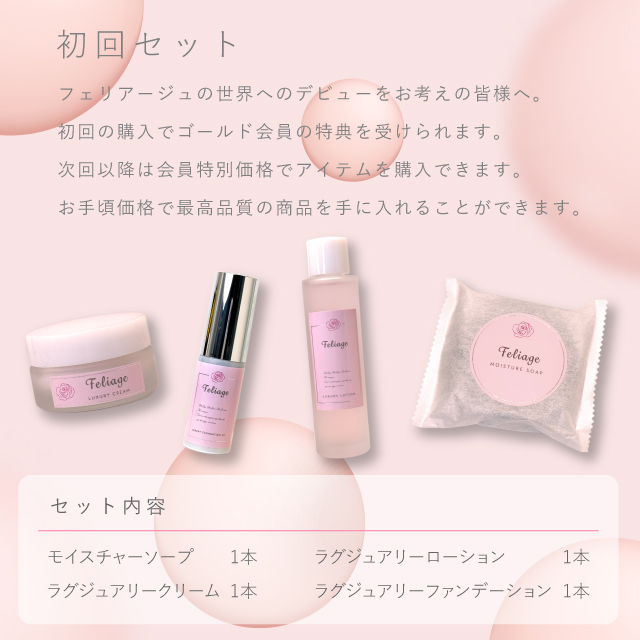 初回セット
フェリアージュの世界へのデビューをお考えの皆様へ。
初回の購入でゴールド会員の特典を受けられます。
次回以降は会員特別価格でアイテムを購入できます。
お手頃価格で最高品質の商品を手に入れることができます。
Feliage
LUXURY CREAM
Feliage
Feliage
LUXURY LOTION
Feliage
MOISTURE SOAP
セット内容
モイスチャーソープ 1本 ラグジュアリーローション 1本
ラグジュアリークリーム 1本 ラグジュアリーファンデーション 1本